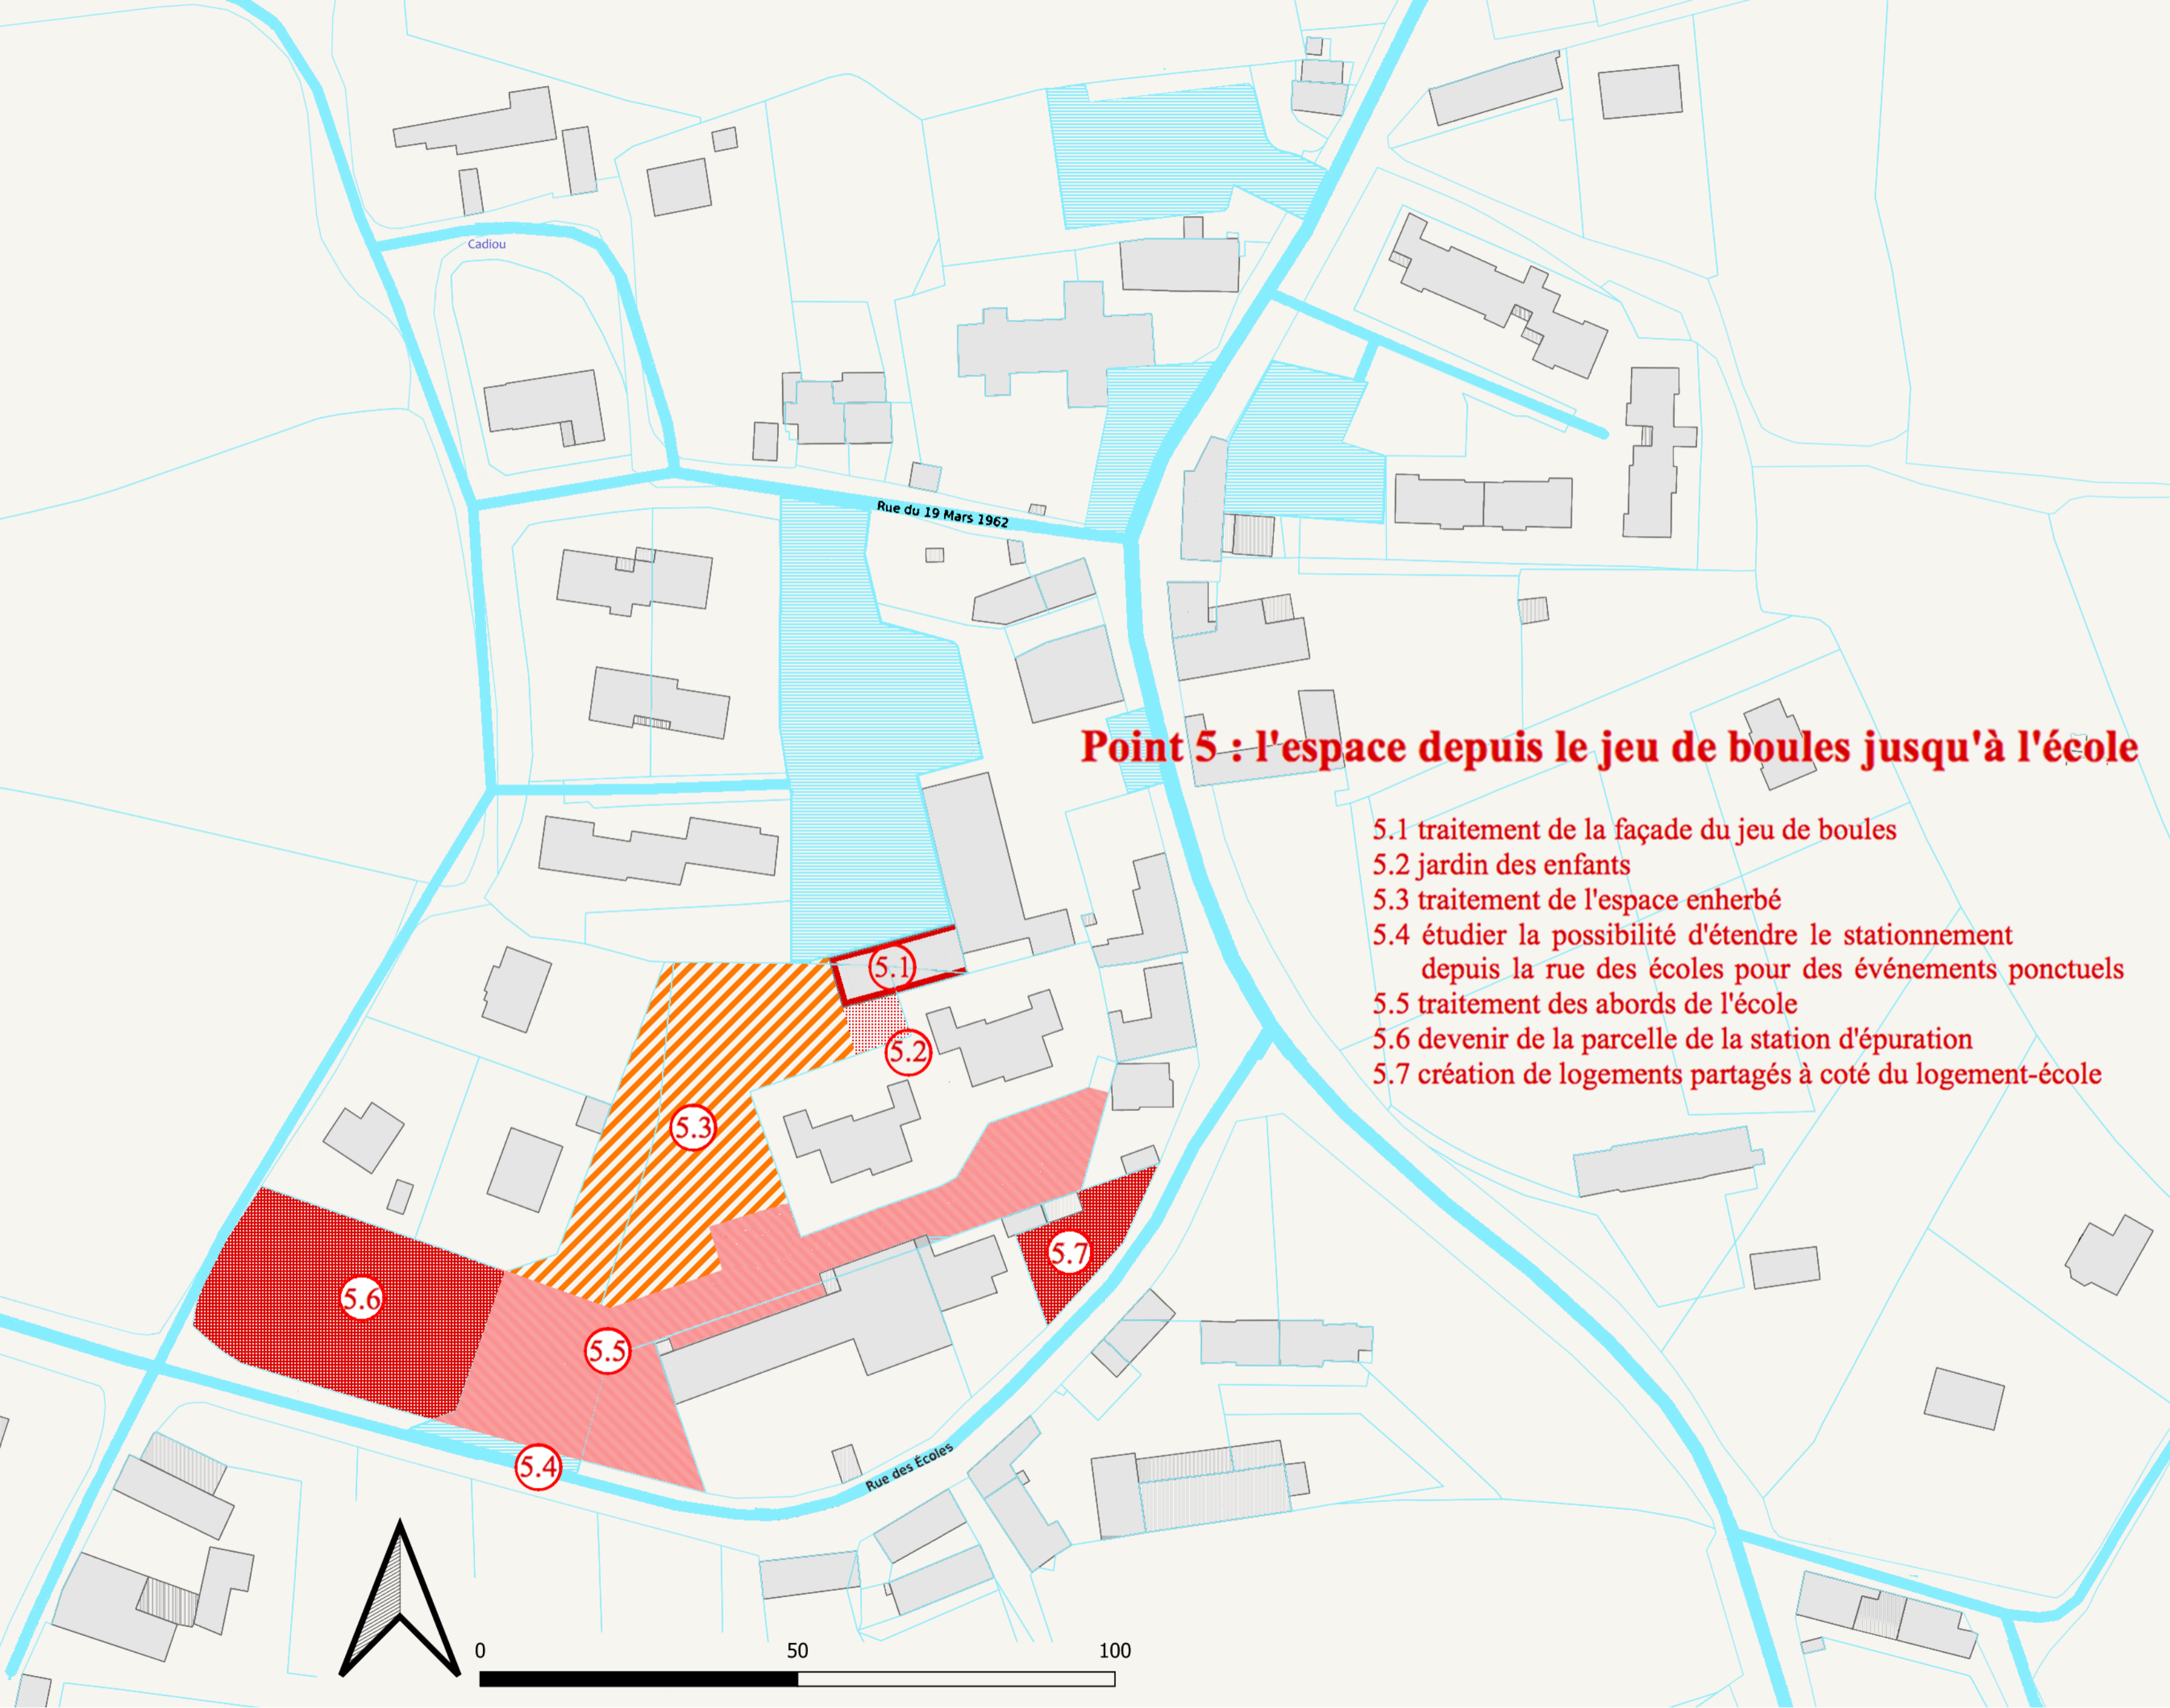 Cadiou
Rue du 19 Mars 1962
Point 5 : l'espace depuis le jeu de boules jusqu'à l'école
5.1 traitement de la façade du jeu de boules
5.2 jardin des enfants
5.3 traitement de l'espace enherbé
5.4 étudier la possibilité d'étendre le stationnement
depuis la rue des écoles pour des événements ponctuels
5.5 traitement des abords de l'école
5.6 devenir de la parcelle de la station d'épuration
5.7 création de logements partagés à coté du logement-école
5.1
5.2
5.3
5.7
5.6
5.5
5.4
Rue des Écoles
0 50 100